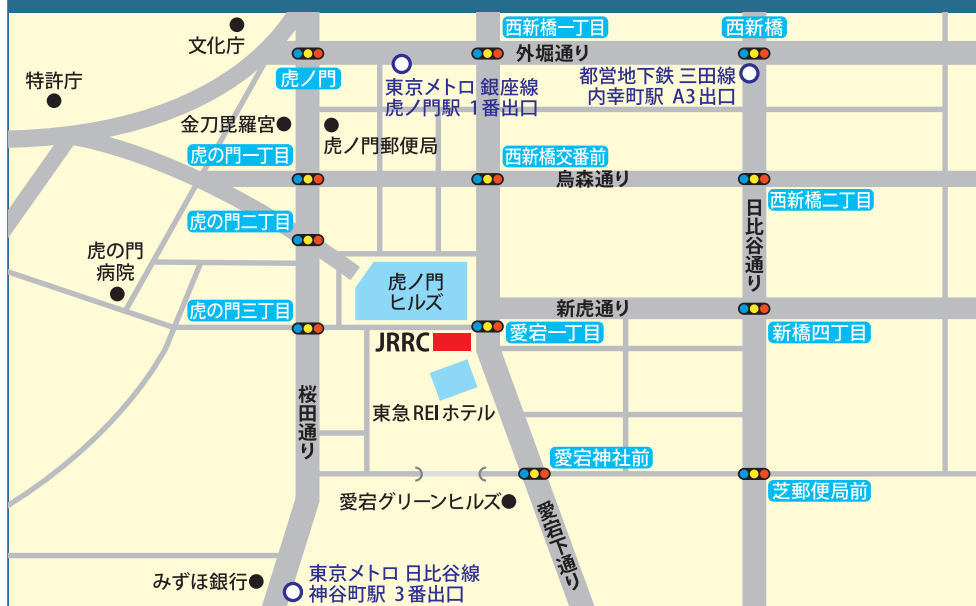 西新橋一丁目
西新橋
文化庁
外堀通り
特許庁
虎ノ門
東京メトロ 銀座線
虎ノ門駅 1番出口
都営地下鉄 三田線
内幸町駅 A3出口
金刀毘羅宮
虎ノ門郵便局
虎の門一丁目
西新橋交番前
烏森通り
西新橋二丁目
日比谷通り
虎の門二丁目
虎の門
病院
虎ノ門
ヒルズ
虎の門三丁目
新虎通り
JRRC
愛宕一丁目
新橋四丁目
桜田通り
東急REIホテル
愛宕神社前
芝郵便局前
愛宕グリーンヒルズ
愛宕下通り
みずほ銀行
東京メトロ 日比谷線
神谷町駅 3番出口